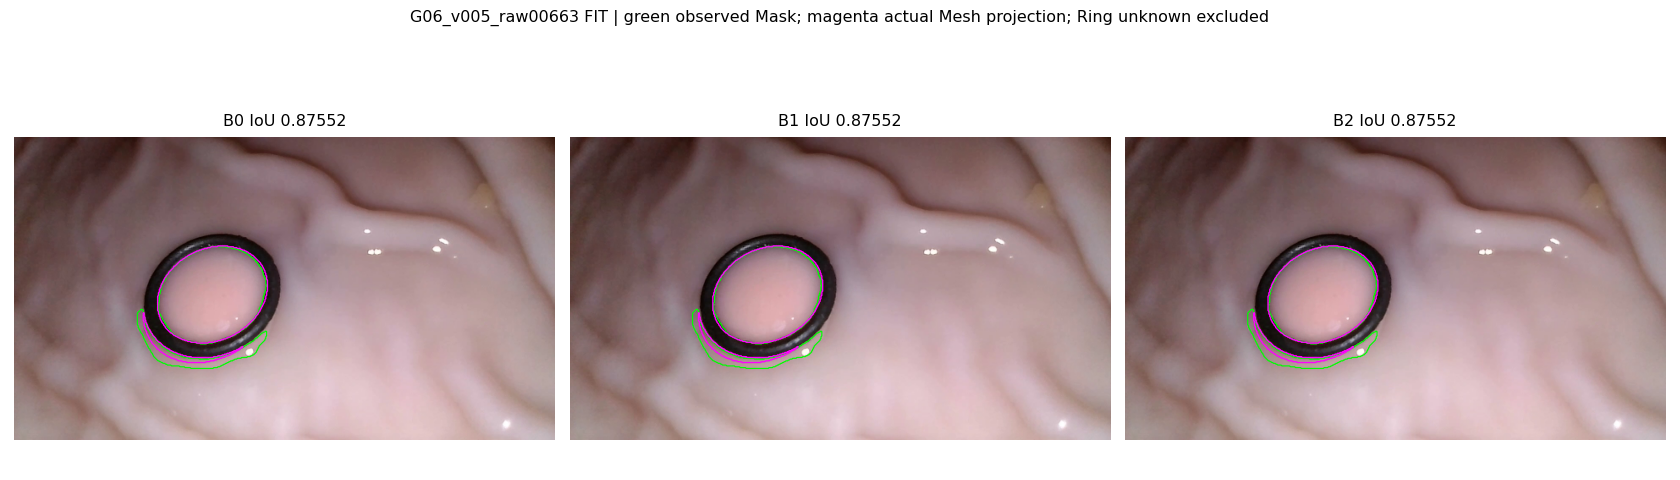 G06_v005_raw00663 FIT | green observed Mask; magenta actual Mesh projection; Ring unknown excluded
B0 IoU 0.87552
B1 IoU 0.87552
B2 IoU 0.87552